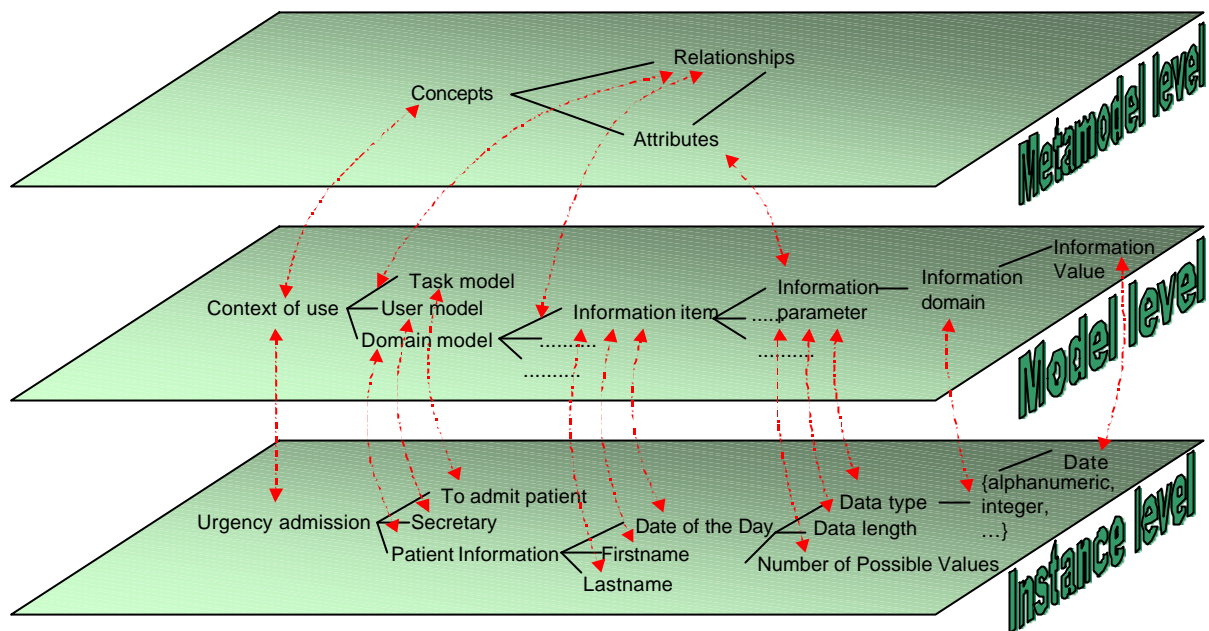 Relationships
Concepts
Attributes
Metamodel level
Information
Value
Task model
Information
Information
domain
Context of use
User model
Information item
parameter
Domain model
..........
......
..........
..........
Model level
Date
{alphanumeric,
integer,
...}
To admit patient
Data type
Urgency admission
Secretary
Date of the Day
Data length
Patient Information
Firstname
Number of Possible Values
Lastname
Instance level